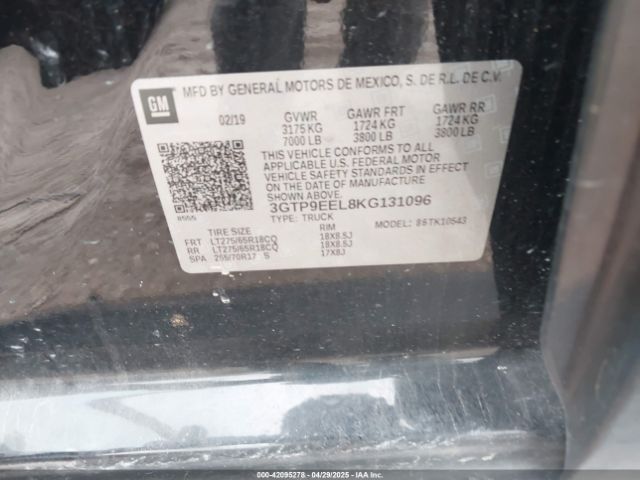 GM
MFD BY GENERAL MOTORS DE MEXICO, S. DE R.L. DE C.V.
02/19 GVWR GAWR FRT GAWR RR
3175 KG 1724 KG 1724 KG
7000 LB 3800 LB 3800 LB
THIS VEHICLE CONFORMS TO ALL
APPLICABLE U.S. FEDERAL MOTOR
VEHICLE SAFETY STANDARDS IN EFFECT
ON THE DATE OF MANUFACTURE
SHOWN ABOVE.
3GTP9EEL8KG131096
TYPE: TRUCK MODEL:
TIRE SIZE RIM
FRT LT275/65R18CQ 18X8.5J
RR LT275/65R18CQ 18X8.5J
SPA 255/70R17 S 17X8J
000-42095278 - 04/29/2025 - IAAI.COM